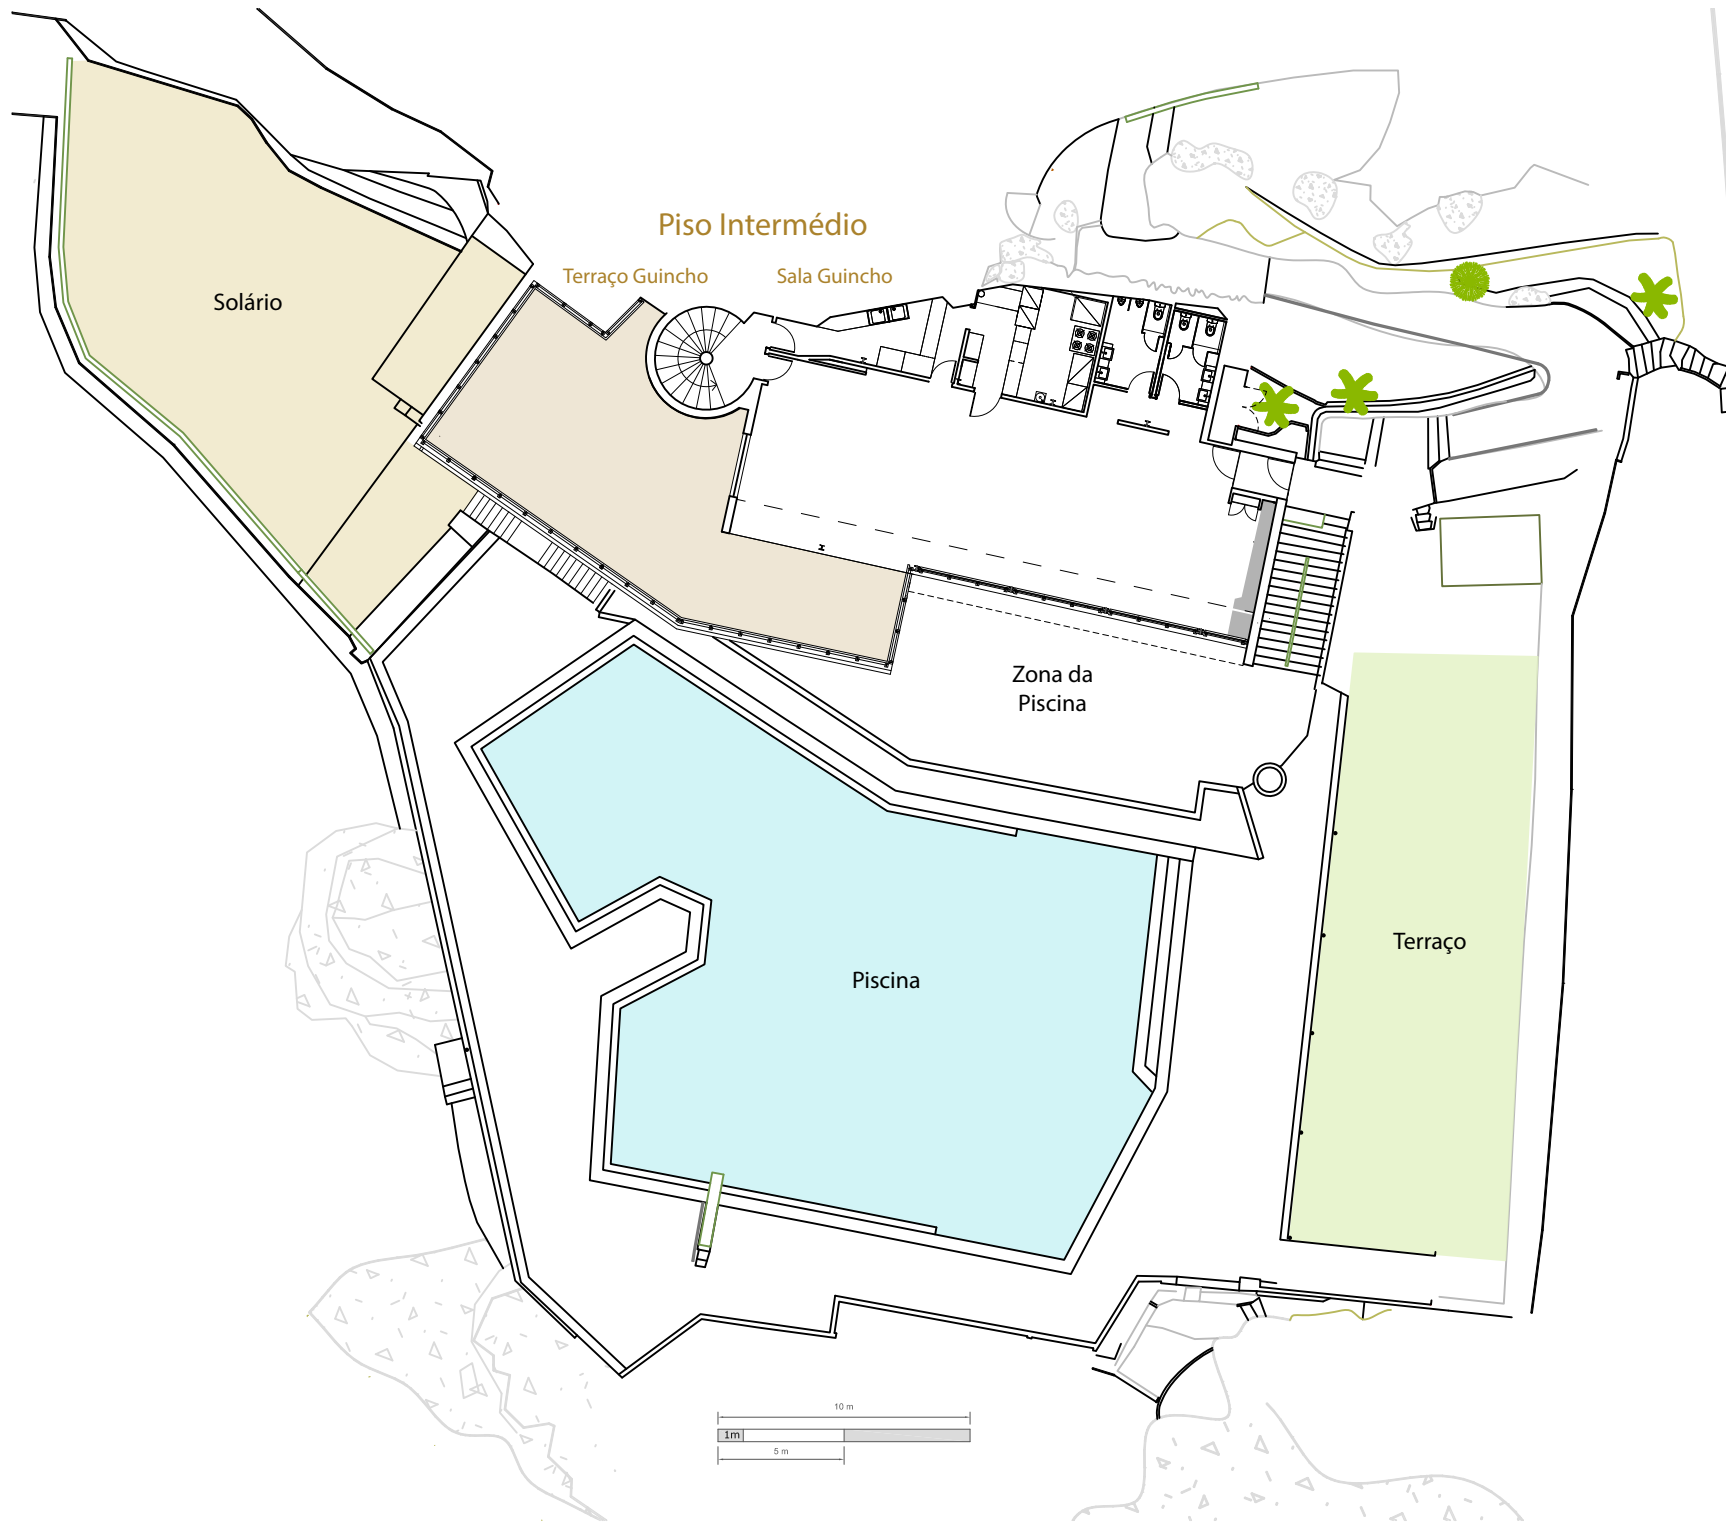 Piso Intermédio
Terraço Guincho
Sala Guincho
Solário
Zona da
Piscina
Terraço
Piscina
10 m
1m
5 m